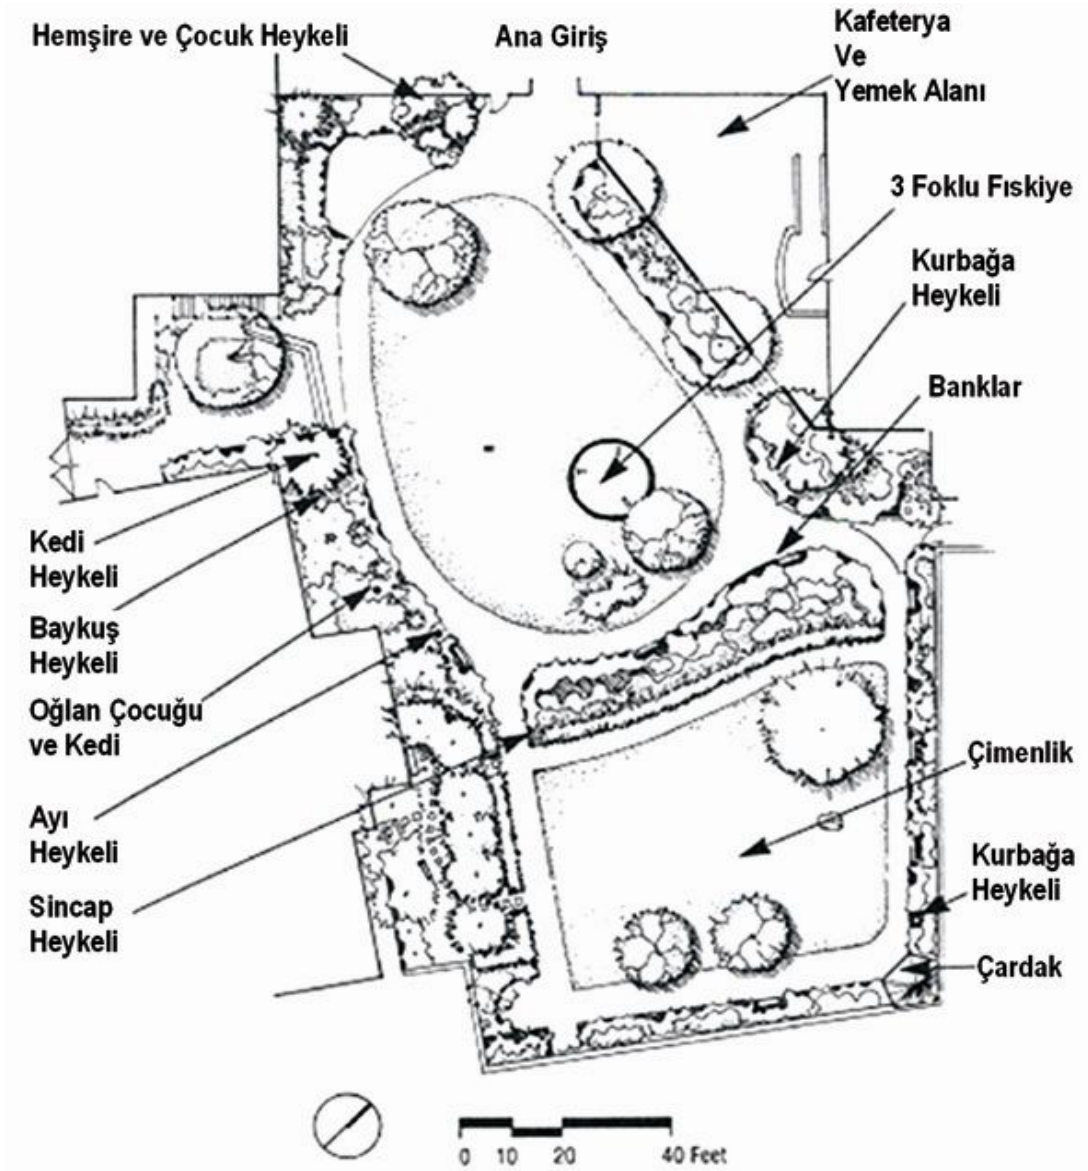 Hemşire ve Çocuk Heykeli
Ana Giriş
Kafeterya
Ve
Yemek Alanı
3 Foklu Fıskiye
Kurbağa
Heykeli
Banklar
Kedi
Heykeli
Baykuş
Heykeli
Oğlan Çocuğu
ve Kedi
Ayı
Heykeli
Sincap
Heykeli
Çimenlik
Kurbağa
Heykeli
Çardak
0 10 20 40 Feet